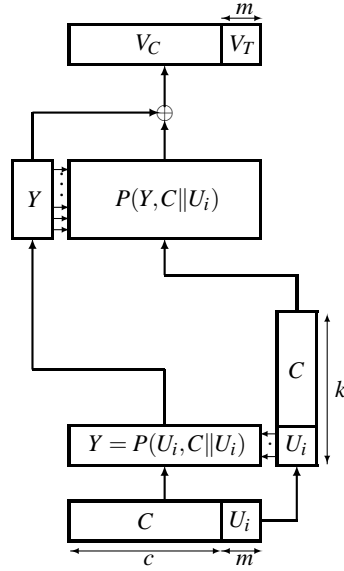 m
V_C V_T
Y P(Y,C||U_i)
C
k
Y = P(U_i,C||U_i) U_i
C U_i
c m